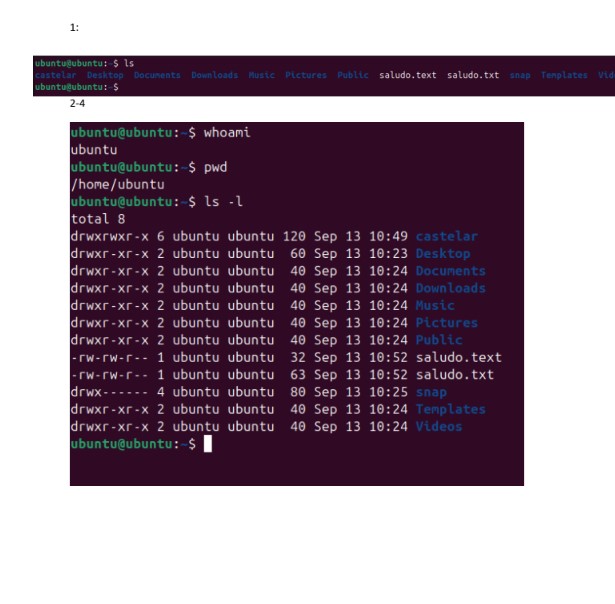 1:
ubuntu@ubuntu:~$ ls
castelar Desktop Documents Downloads Music Pictures Public saludo.text saludo.txt snap Templates Vid
ubuntu@ubuntu:~$
2-4
ubuntu@ubuntu:~$ whoami
ubuntu
ubuntu@ubuntu:~$ pwd
/home/ubuntu
ubuntu@ubuntu:~$ ls -l
total 8
drwxrwxr-x 6 ubuntu ubuntu 120 Sep 13 10:49 castelar
drwxr-xr-x 2 ubuntu ubuntu 60 Sep 13 10:23 Desktop
drwxr-xr-x 2 ubuntu ubuntu 40 Sep 13 10:24 Documents
drwxr-xr-x 2 ubuntu ubuntu 40 Sep 13 10:24 Downloads
drwxr-xr-x 2 ubuntu ubuntu 40 Sep 13 10:24 Music
drwxr-xr-x 2 ubuntu ubuntu 40 Sep 13 10:24 Pictures
drwxr-xr-x 2 ubuntu ubuntu 40 Sep 13 10:24 Public
-rw-rw-r-- 1 ubuntu ubuntu 32 Sep 13 10:52 saludo.text
-rw-rw-r-- 1 ubuntu ubuntu 63 Sep 13 10:52 saludo.txt
drwx------ 4 ubuntu ubuntu 80 Sep 13 10:25 snap
drwxr-xr-x 2 ubuntu ubuntu 40 Sep 13 10:24 Templates
drwxr-xr-x 2 ubuntu ubuntu 40 Sep 13 10:24 Videos
ubuntu@ubuntu:~$